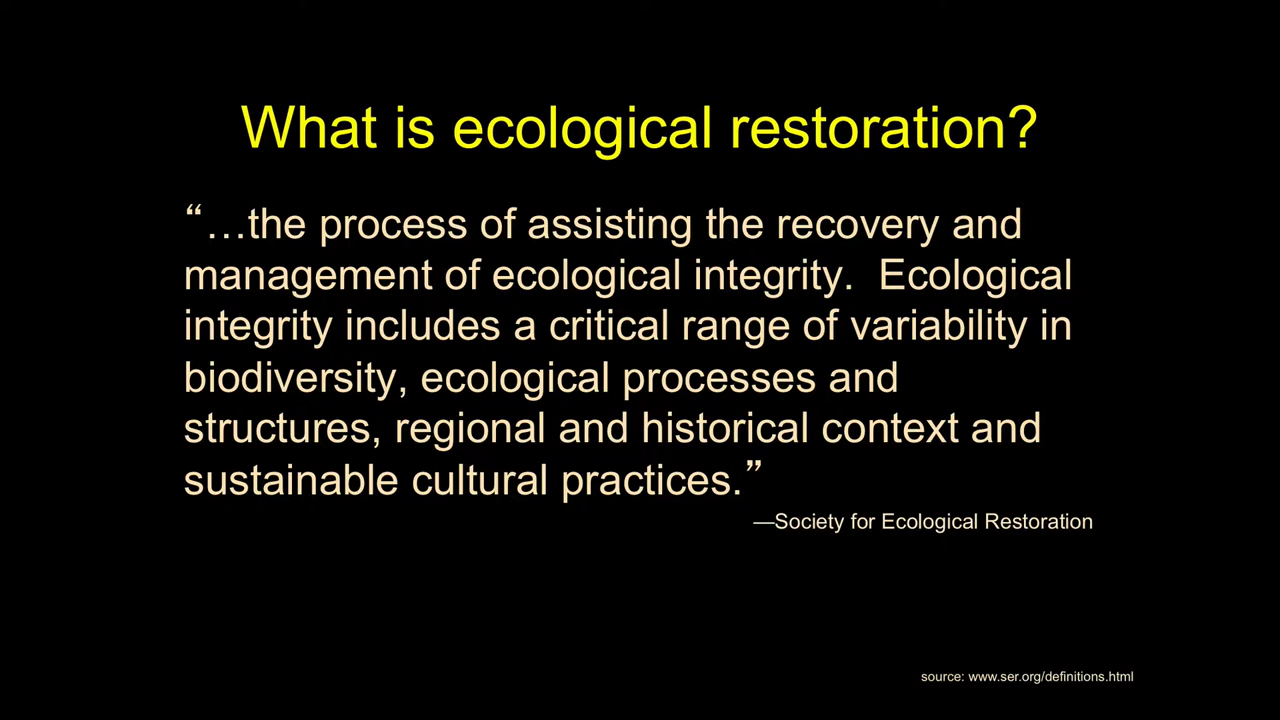 What is ecological restoration?
“…the process of assisting the recovery and
management of ecological integrity.  Ecological
integrity includes a critical range of variability in
biodiversity, ecological processes and
structures, regional and historical context and
sustainable cultural practices.”
—Society for Ecological Restoration
source: www.ser.org/definitions.html